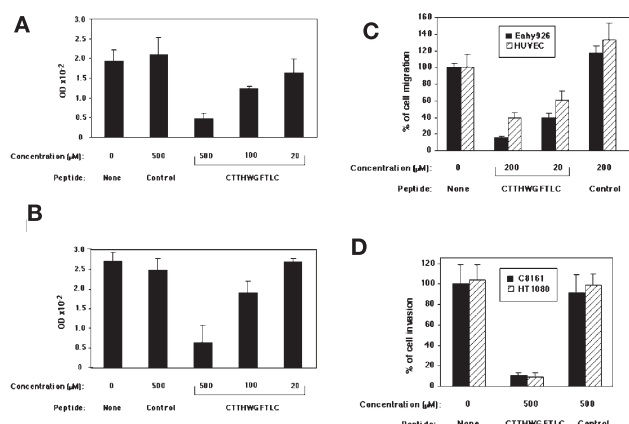 A
OD x10-2
3.0
2.5
2.0
1.5
1.0
0.5
0
Concentration (µM): 0 500 500 100 20
Peptide: None Control CTTHWGFTLC
B
OD x10-2
3.0
2.5
2.0
1.5
1.0
0.5
0
Concentration (µM): 0 500 500 100 20
Peptide: None Control CTTHWGFTLC
C
% of cell migration
160
140
120
100
80
60
40
20
0
Eahy926
HUVEC
Concentration (µM): 0 200 20 200
Peptide: None CTTHWGFTLC Control
D
% of cell invasion
120
100
80
60
40
20
0
C8161
HT1080
Concentration (µM): 0 500 500
Peptide: None CTTHWGFTLC Control